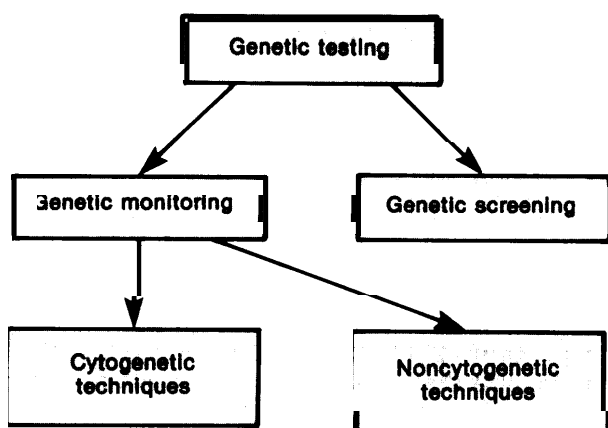 Genetic testing
Genetic monitoring
Genetic screening
Cytogenetic
techniques
Noncytogenetic
techniques